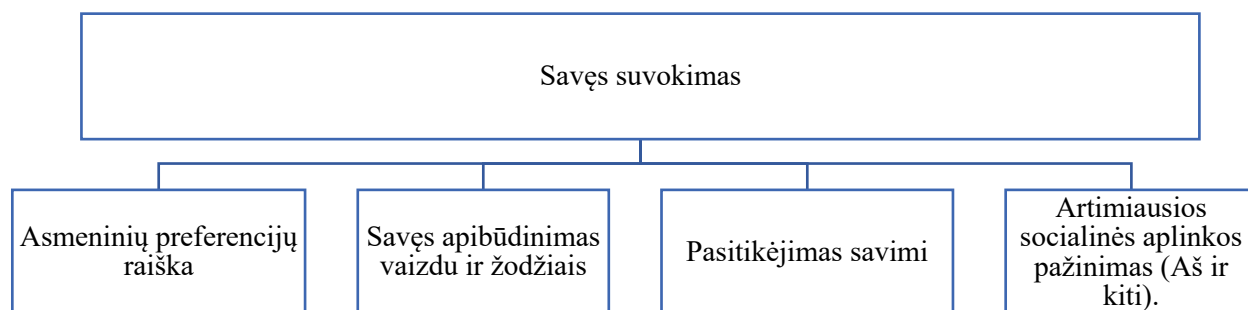 Savęs suvokimas
Asmeninių preferencijų
raiška
Savęs apibūdinimas
vaizdu ir žodžiais
Pasitikėjimas savimi
Artimiausios
socialinės aplinkos
pažinimas (Aš ir
kiti).